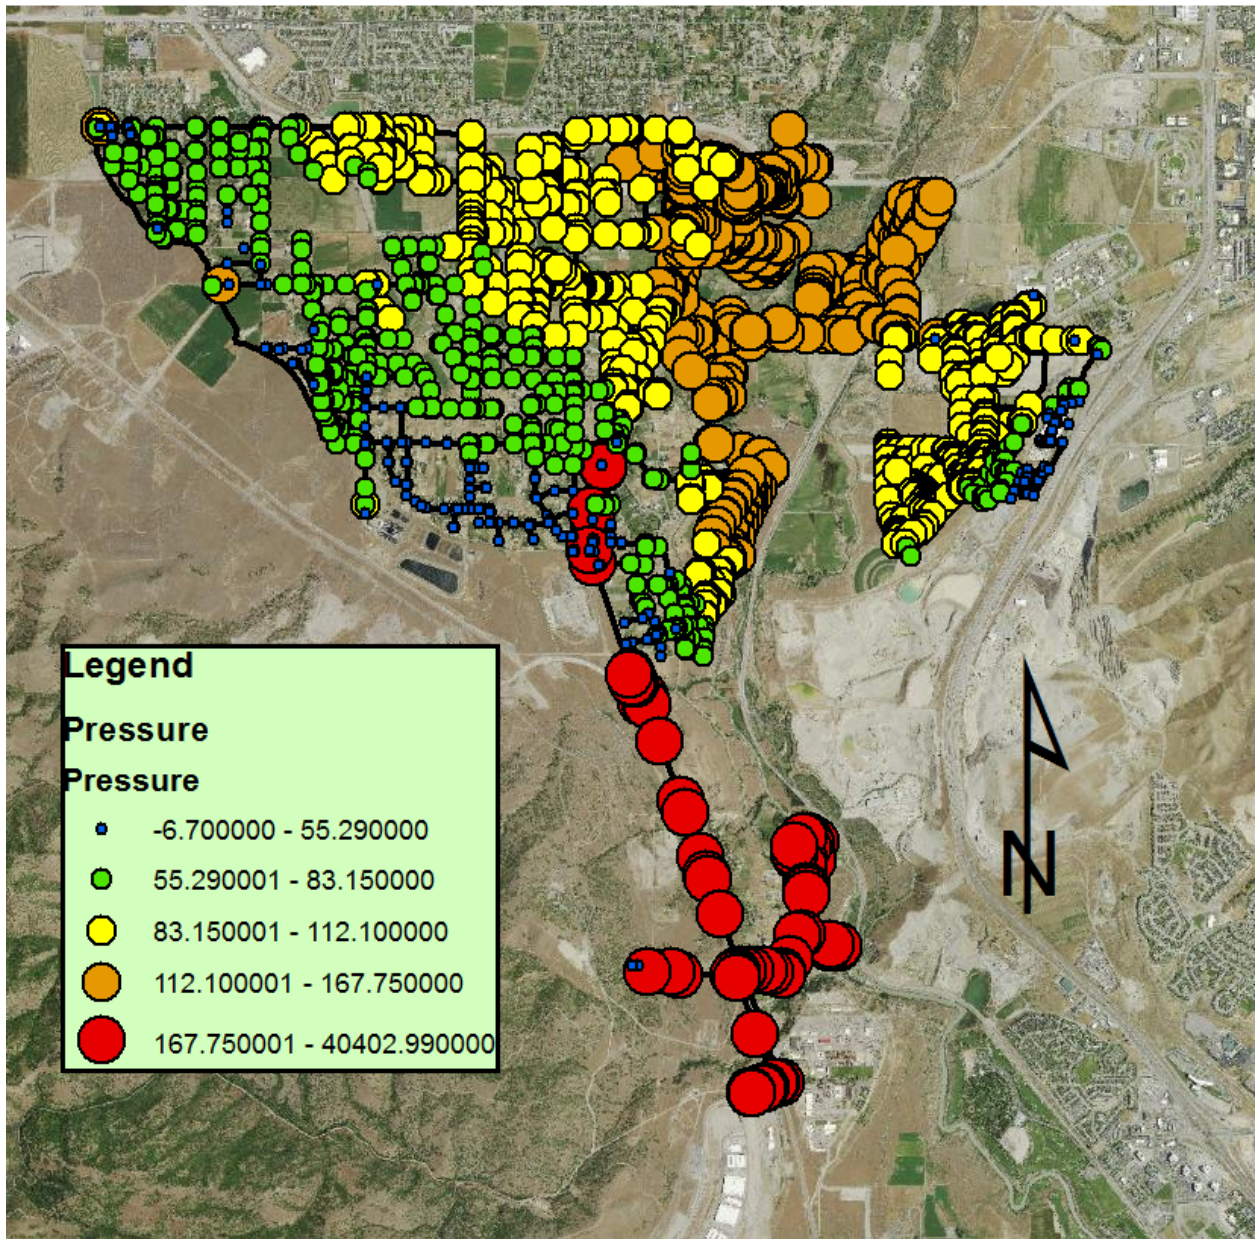 Legend
Pressure
Pressure
-6.700000 - 55.290000
55.290001 - 83.150000
83.150001 - 112.100000
112.100001 - 167.750000
167.750001 - 40402.990000
N